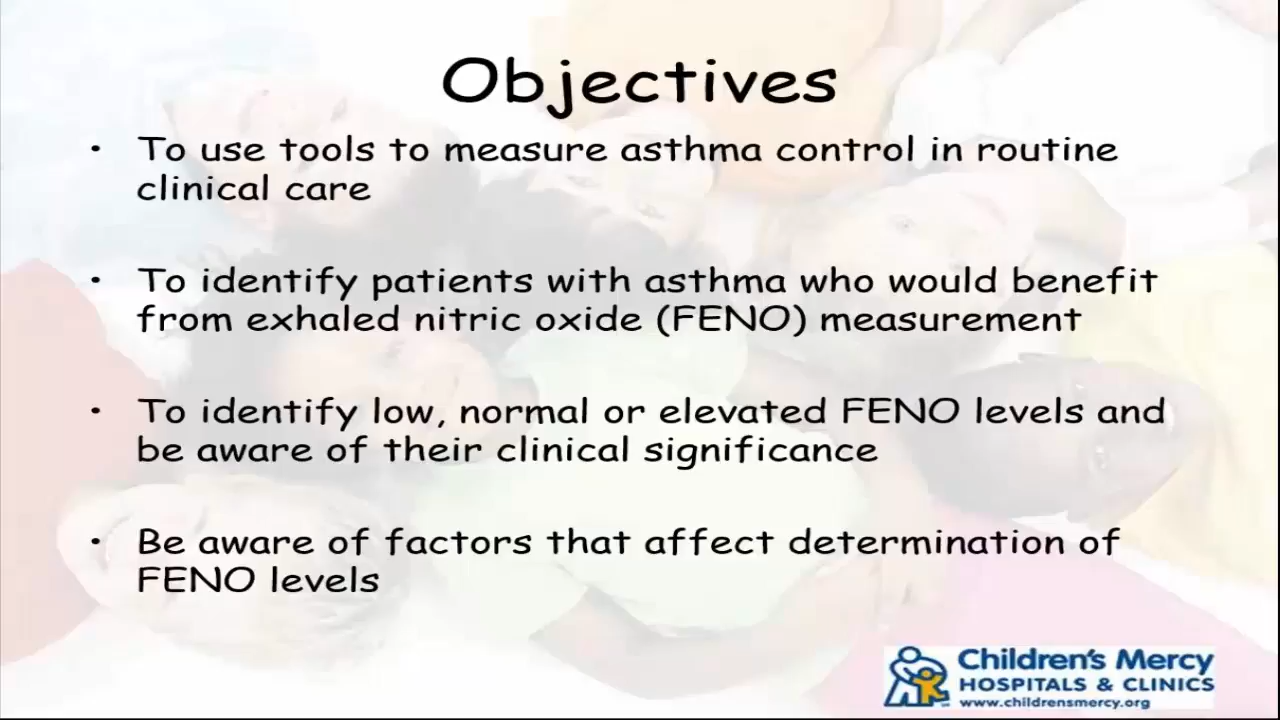 Objectives
• To use tools to measure asthma control in routine
clinical care
• To identify patients with asthma who would benefit
from exhaled nitric oxide (FENO) measurement
• To identify low, normal or elevated FENO levels and
be aware of their clinical significance
• Be aware of factors that affect determination of
FENO levels
Children's Mercy
HOSPITALS & CLINICS
www.childrensmercy.org